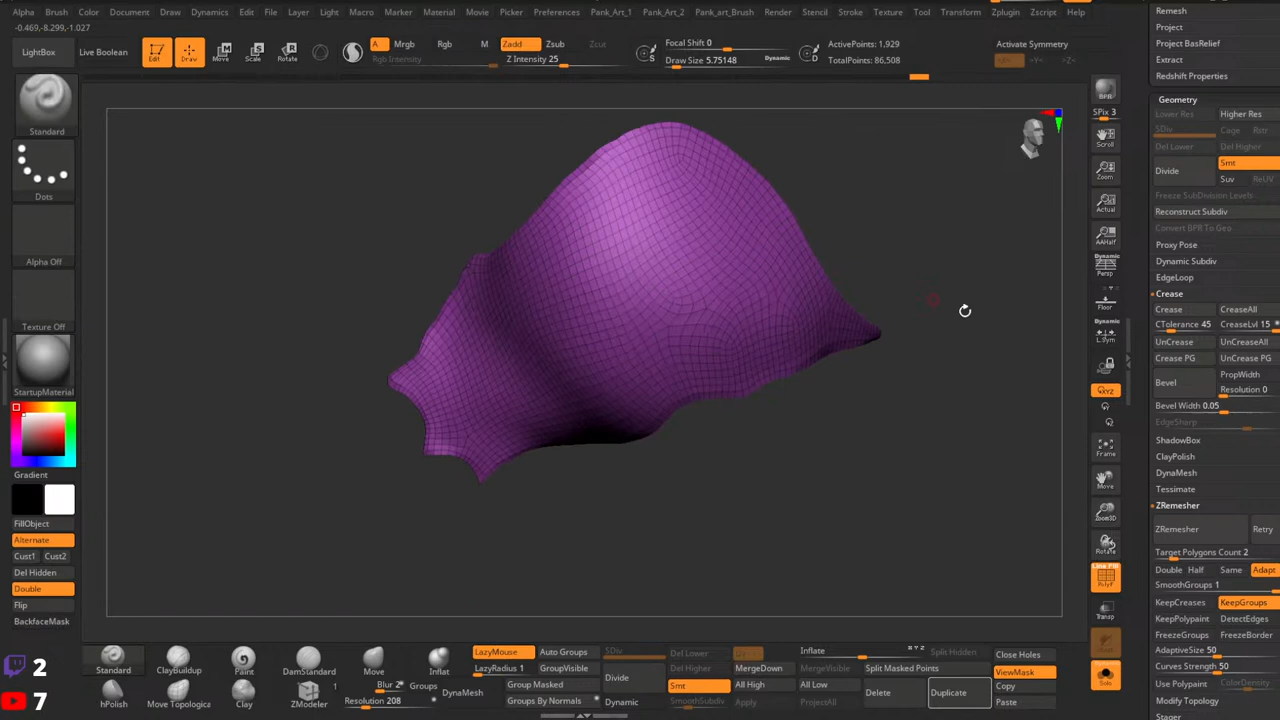 Alpha Brush Color Document Draw Dynamics Edit File Layer Light Macro Marker Material Movie Picker Preferences Pank_Art_1 Pank_Art_2 Pank_art_Brush Render Stencil Stroke Texture Tool Transform Zplugin Zscript Help
-0.469,-8.299,-1.027
LightBox Live Boolean Edit Draw Move Scale Rotate
A Mrgb Rgb M
Rgb Intensity
Zadd Zsub Zcut
Z Intensity 25
S
Focal Shift 0
Draw Size 5.75148 Dynamic
D
ActivePoints: 1,929
TotalPoints: 86,508
Activate Symmetry
>X< >Y< >Z<
Standard
Dots
Alpha Off
Texture Off
StartupMaterial
Gradient
FillObject
Alternate
Cust1 Cust2
Del Hidden
Double
Flip
BackfaceMask
2
7
BPR
SPix 3
Scroll
Zoom
Actual
AAHalf
Dynamic
Persp
Floor
Dynamic
L.Sym
XYZ
Frame
Move
Zoom3D
Rotate
Line Fill
PolyF
Transp
Dynamic
Solo
Remesh
Project
Project BasRelief
Extract
Redshift Properties
Geometry
Lower Res Higher Res
SDiv Cage Rstr
Del Lower Del Higher
Divide Smt
Suv ReUV
Freeze SubDivision Levels
Reconstruct Subdiv
Convert BPR To Geo
Proxy Pose
Dynamic Subdiv
EdgeLoop
Crease
Crease CreaseAll
CTolerance 45 CreaseLvl 15
UnCrease UnCreaseAll
Crease PG UnCrease PG
Bevel PropWidth
Resolution 0
Bevel Width 0.05
EdgeSharp
ShadowBox
ClayPolish
DynaMesh
Tessimate
ZRemesher
ZRemesher Retry
Target Polygons Count 2
Double Half Same Adapt
SmoothGroups 1
KeepCreases KeepGroups
KeepPolypaint DetectEdges
FreezeGroups FreezeBorder
AdaptiveSize 50
Curves Strength 50
Use Polypaint ColorDensity
Modify Topology
Stager
Standard ClayBuildup Paint DamStandard Move Inflat
hPolish Move Topologica Clay ZModeler
1
LazyMouse Auto Groups
LazyRadius 1 GroupVisible
Blur 2 Groups
DynaMesh
Resolution 208
Group Masked
Groups By Normals
SDiv
Divide
Dynamic
Del Lower
Del Higher MergeDown
Smt All High
SmoothSubdiv Apply
Inflate XYZ
MergeVisible
All Low
ProjectAll
Split Hidden
Split Masked Points
Delete Duplicate
Close Holes
ViewMask
Copy
Paste